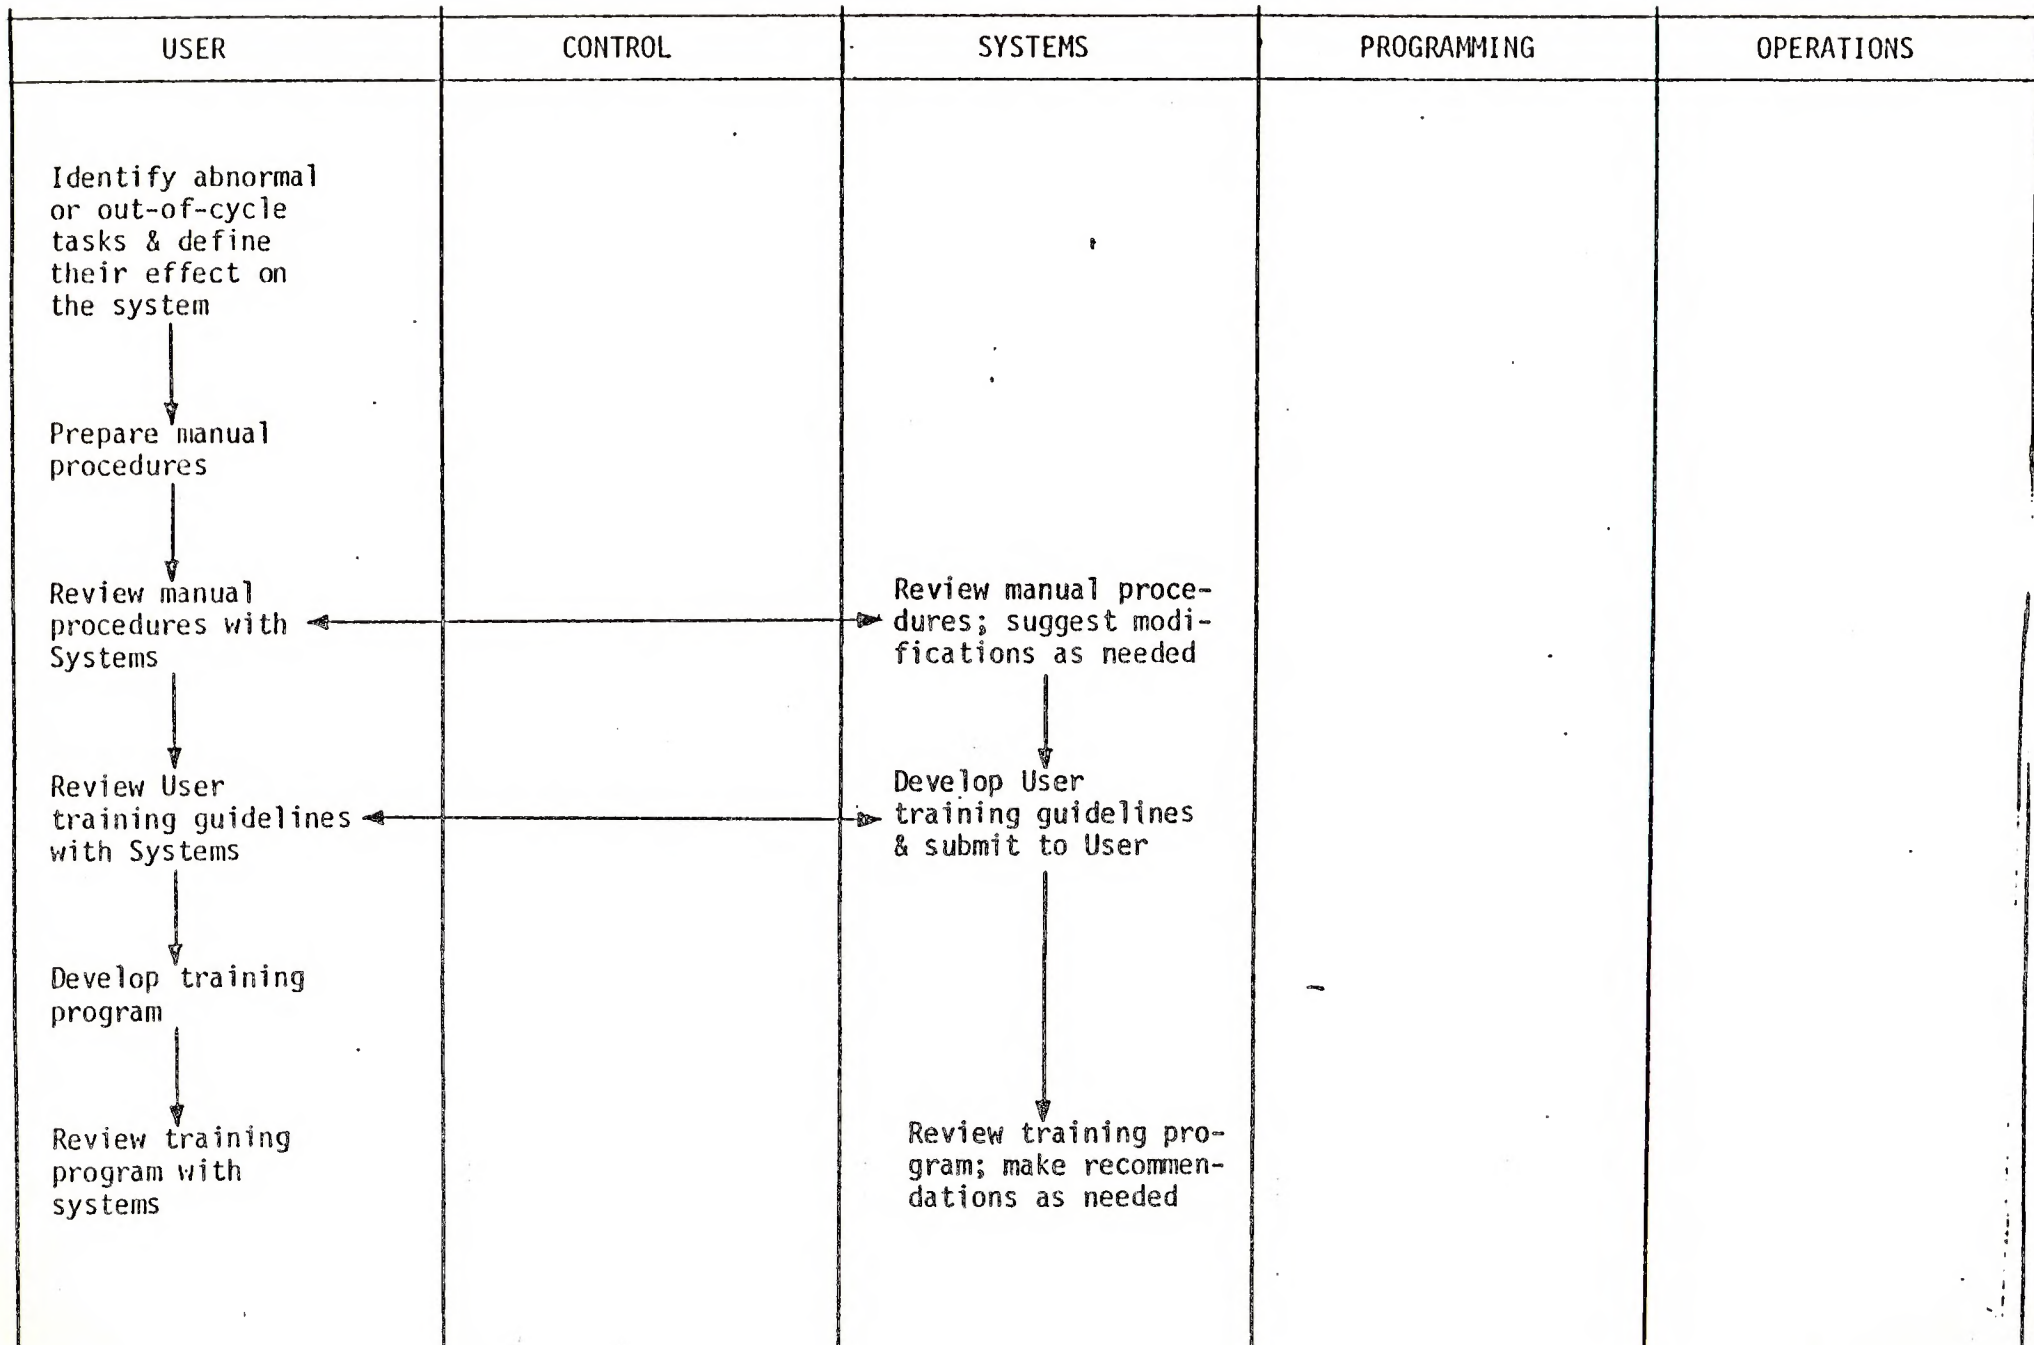 USER CONTROL SYSTEMS PROGRAMMING OPERATIONS
Identify abnormal
or out-of-cycle
tasks & define
their effect on
the system
Prepare manual
procedures
Review manual
procedures with
Systems
Review manual proce-
dures; suggest modi-
fications as needed
Review User
training guidelines
with Systems
Develop User
training guidelines
& submit to User
Develop training
program
Review training
program with
systems
Review training pro-
gram; make recommen-
dations as needed